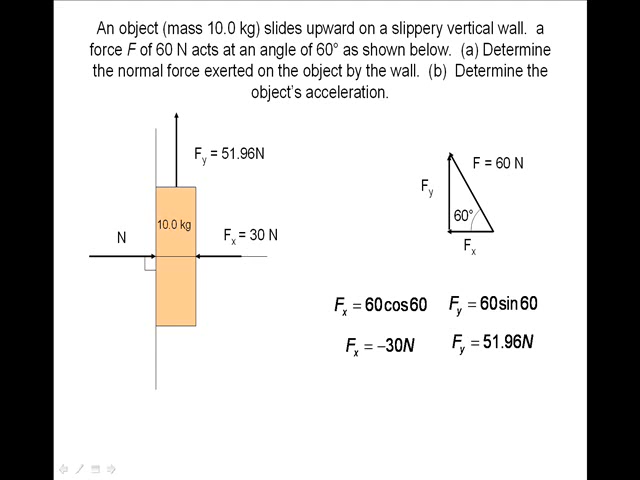 An object (mass 10.0 kg) slides upward on a slippery vertical wall. a
force F of 60 N acts at an angle of 60° as shown below. (a) Determine
the normal force exerted on the object by the wall. (b) Determine the
object's acceleration.
Fy = 51.96N
F = 60 N
Fy
10.0 kg
60°
N
Fx = 30 N
Fx
Fx = 60cos60
Fy = 60sin60
Fx = −30N
Fy = 51.96N